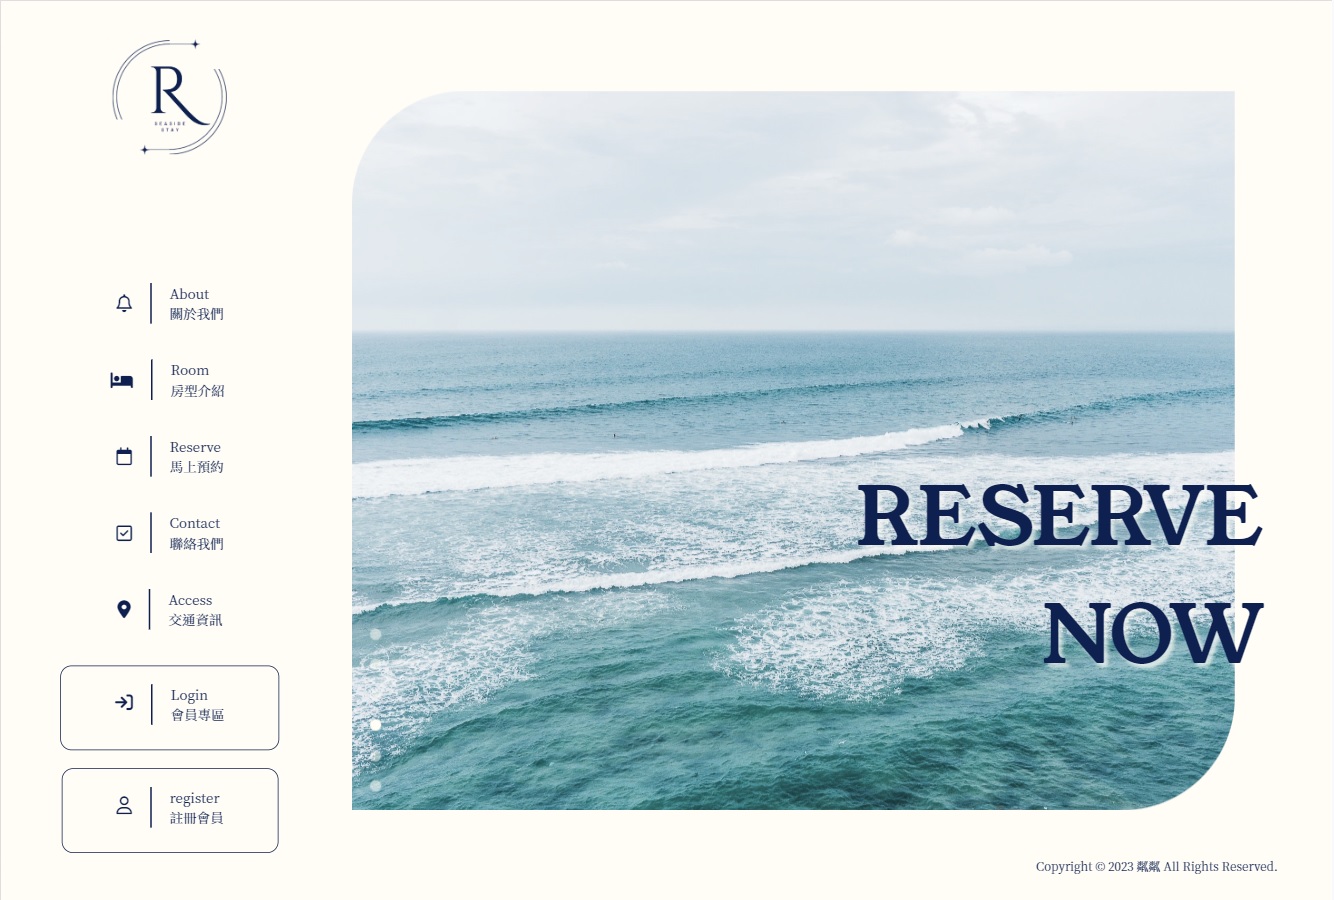 R
SEASIDE
STAY
About
關於我們
Room
房型介紹
Reserve
馬上預約
Contact
聯絡我們
Access
交通資訊
Login
會員專區
register
註冊會員
RESERVE
NOW
Copyright © 2023 粼粼 All Rights Reserved.